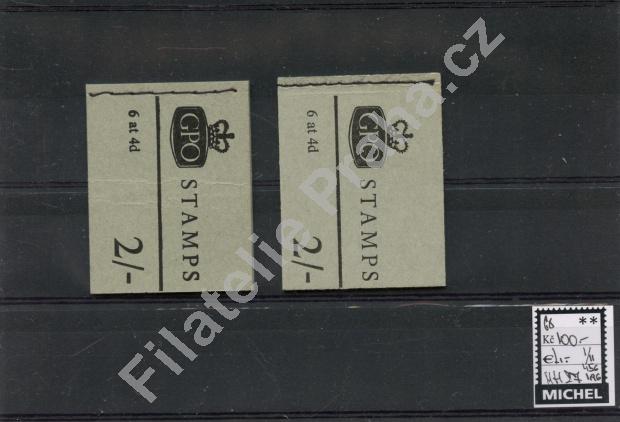 6 at 4d
GPO
STAMPS
2/-
6 at 4d
GPO
STAMPS
2/-
Filatelie Praha.cz
**
Kč 100.-
MICHEL